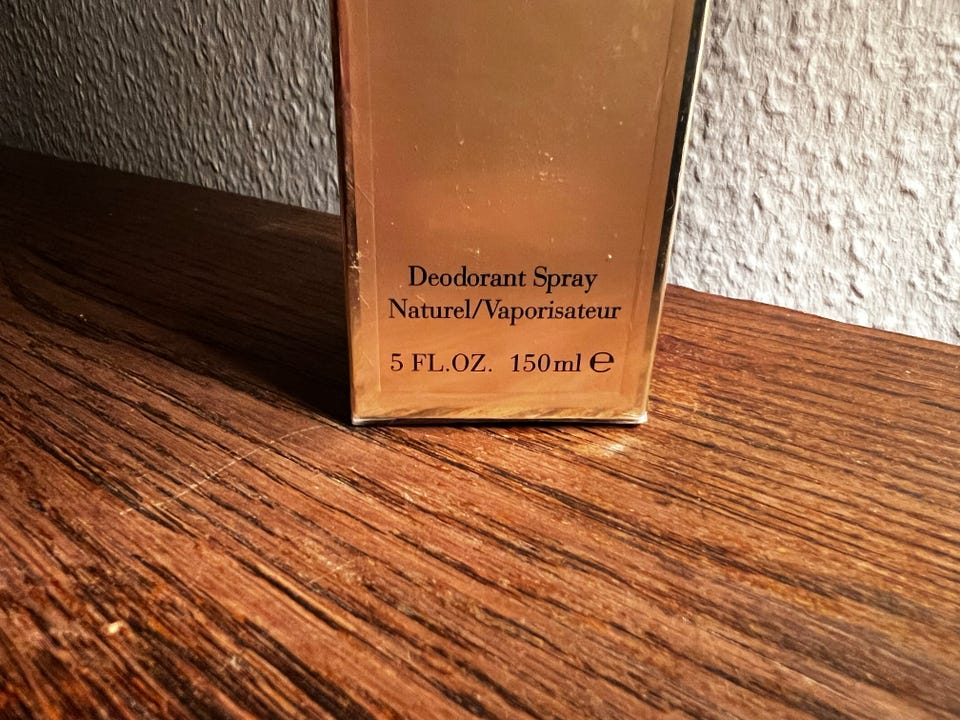 Deodorant Spray
Naturel/Vaporisateur
5 FL.OZ. 150ml ℮